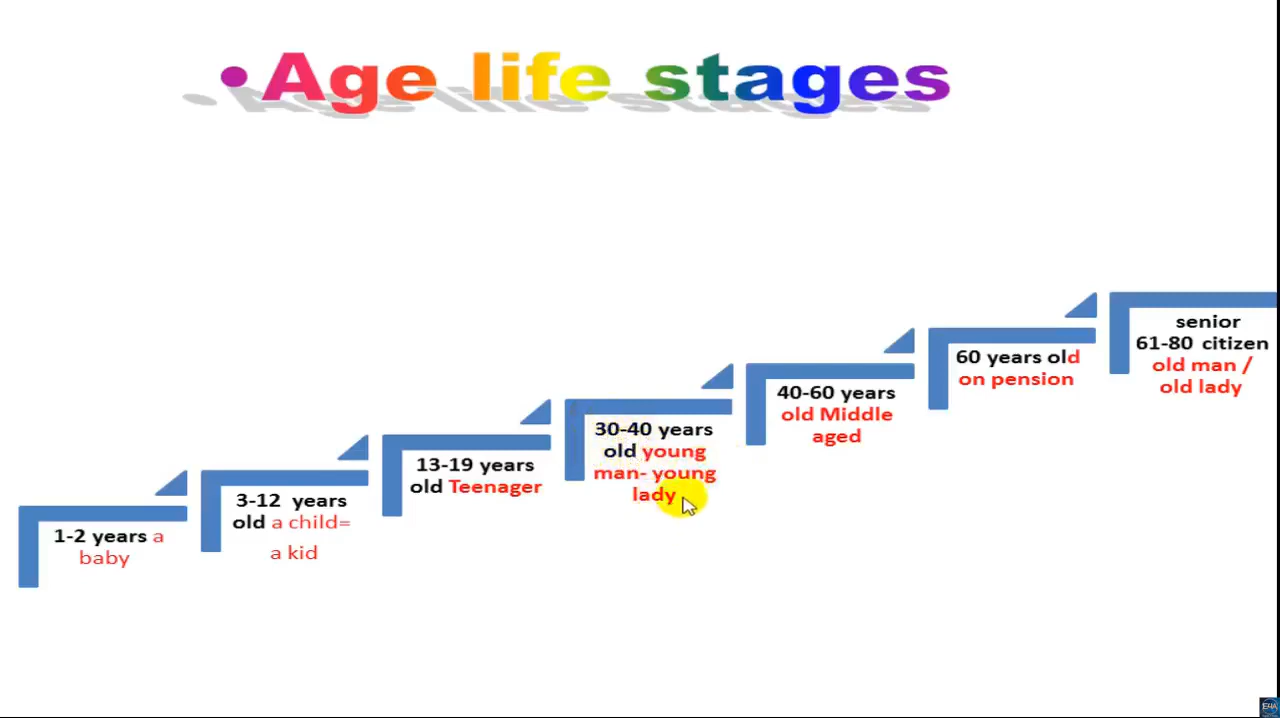 •Age life stages
1-2 years a
baby
3-12 years
old a child=
a kid
13-19 years
old Teenager
30-40 years
old young
man- young
lady
40-60 years
old Middle
aged
60 years old
on pension
senior
61-80 citizen
old man /
old lady
E4A